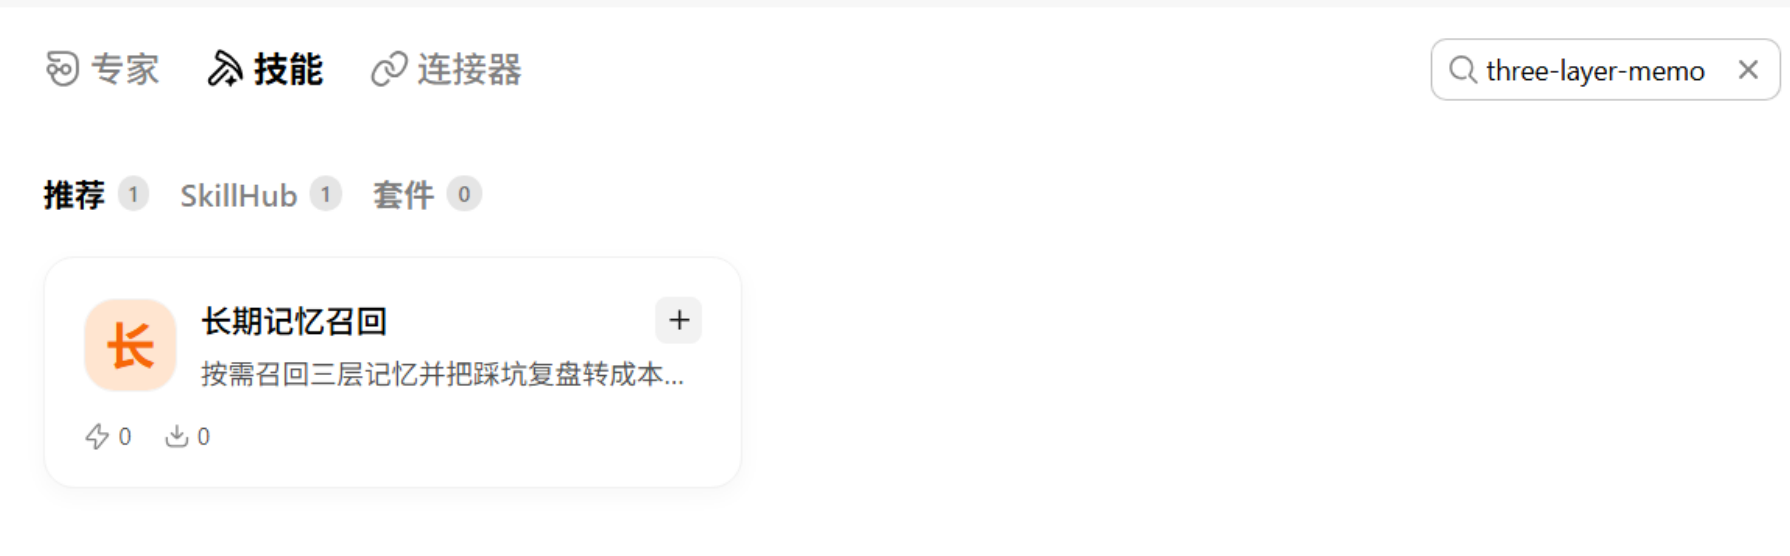 专家 技能 连接器 three-layer-memo
推荐 1 SkillHub 1 套件 0
长
长期记忆召回
按需召回三层记忆并把踩坑复盘转成本...
0 0